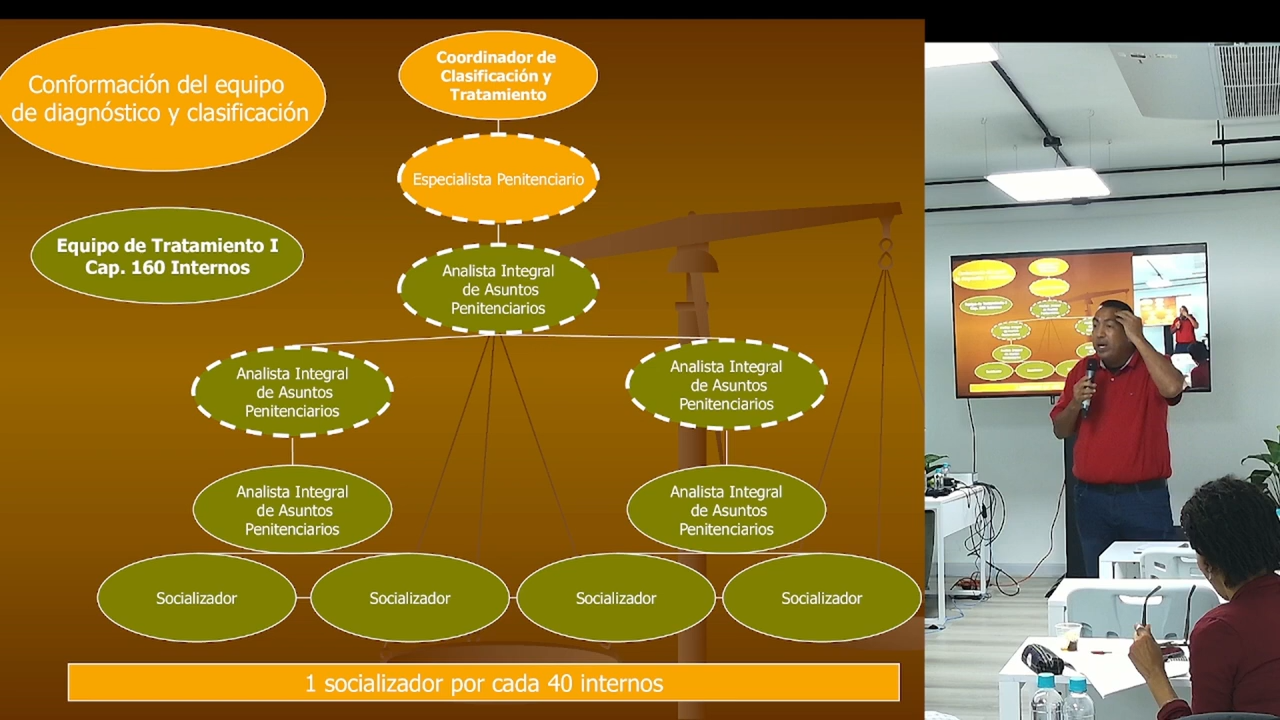 Conformación del equipo
de diagnóstico y clasificación
Coordinador de
Clasificación y
Tratamiento
Especialista Penitenciario
Equipo de Tratamiento I
Cap. 160 Internos
Analista Integral
de Asuntos
Penitenciarios
Analista Integral
de Asuntos
Penitenciarios
Analista Integral
de Asuntos
Penitenciarios
Analista Integral
de Asuntos
Penitenciarios
Analista Integral
de Asuntos
Penitenciarios
Socializador
Socializador
Socializador
Socializador
1 socializador por cada 40 internos